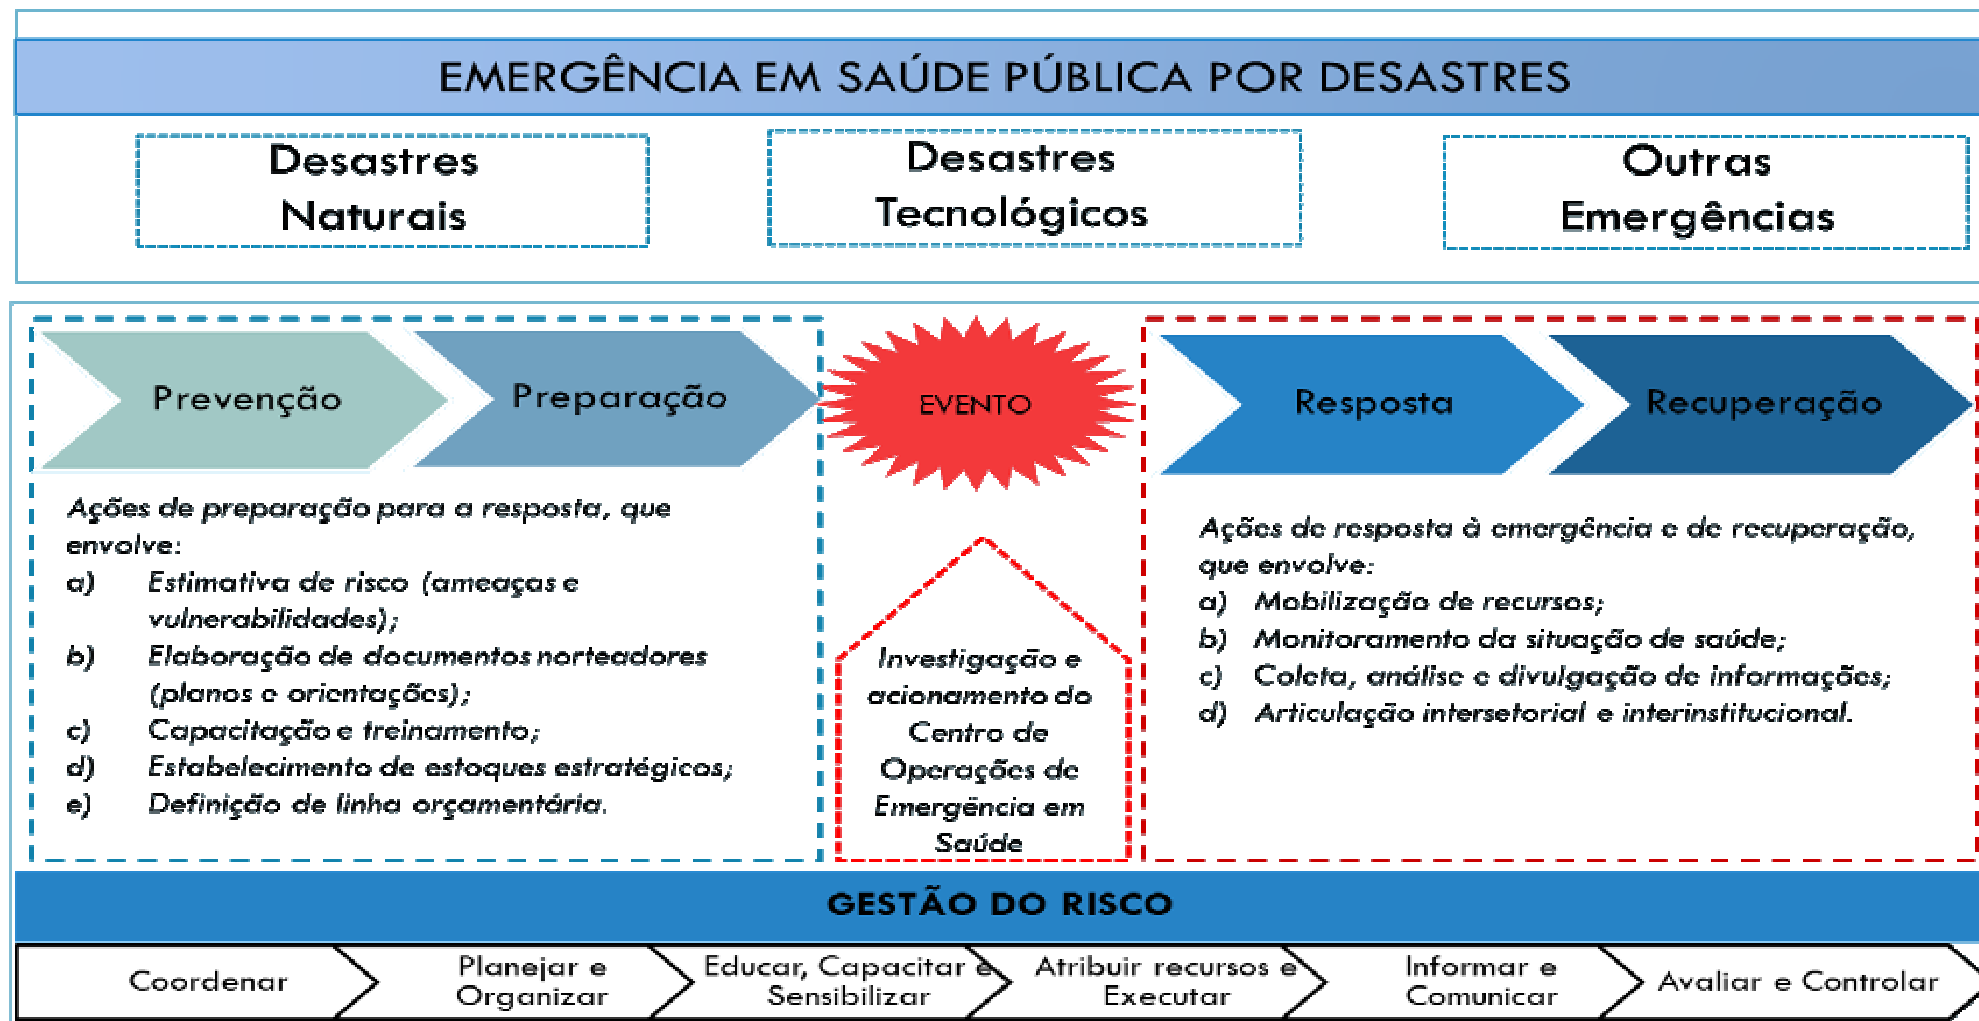 EMERGÊNCIA EM SAÚDE PÚBLICA POR DESASTRES
Desastres
Naturais
Desastres
Tecnológicos
Outras
Emergências
Prevenção
Preparação
EVENTO
Resposta
Recuperação
Ações de preparação para a resposta, que
envolve:
a) Estimativa de risco (ameaças e
vulnerabilidades);
b) Elaboração de documentos norteadores
(planos e orientações);
c) Capacitação e treinamento;
d) Estabelecimento de estoques estratégicos;
e) Definição de linha orçamentária.
Investigação e
acionamento do
Centro de
Operações de
Emergência em
Saúde
Ações de resposta à emergência e de recuperação,
que envolve:
a) Mobilização de recursos;
b) Monitoramento da situação de saúde;
c) Coleta, análise e divulgação de informações;
d) Articulação intersetorial e interinstitucional.
GESTÃO DO RISCO
Coordenar
Planejar e
Organizar
Educar, Capacitar e
Sensibilizar
Atribuir recursos e
Executar
Informar e
Comunicar
Avaliar e Controlar